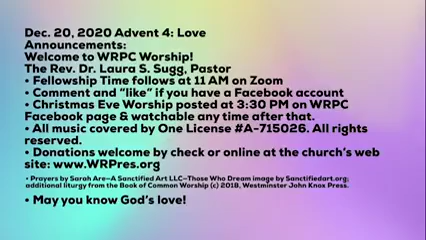 Dec. 20, 2020 Advent 4: Love
Announcements:
Welcome to WRPC Worship!
The Rev. Dr. Laura S. Sugg, Pastor
• Fellowship Time follows at 11 AM on Zoom
• Comment and “like” if you have a Facebook account
• Christmas Eve Worship posted at 3:30 PM on WRPC
Facebook page & watchable any time after that.
• All music covered by One License #A-715026. All rights
reserved.
• Donations welcome by check or online at the church’s web
site: www.WRPres.org
• Prayers by Sarah Are—A Sanctified Art LLC—Those Who Dream image by Sanctifiedart.org;
additional liturgy from the Book of Common Worship (c) 2018, Westminster John Knox Press.
• May you know God’s love!